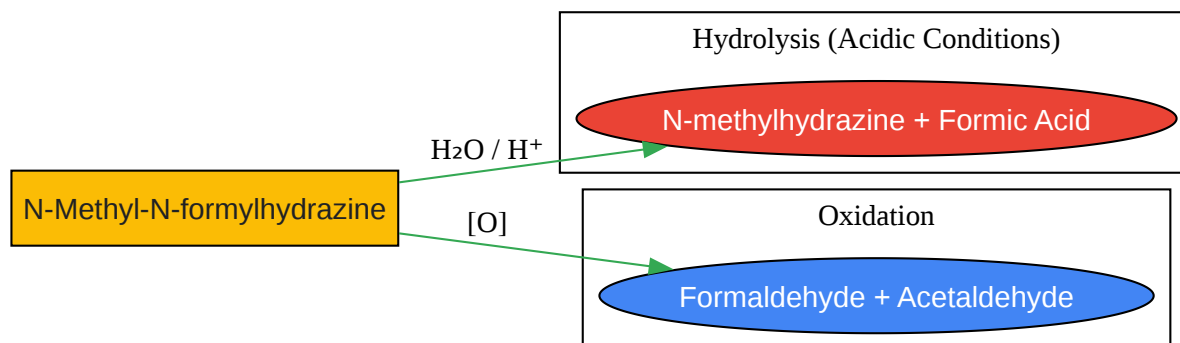 Hydrolysis (Acidic Conditions)
N-methylhydrazine + Formic Acid
H₂O / H⁺
N-Methyl-N-formylhydrazine
[O]
Oxidation
Formaldehyde + Acetaldehyde